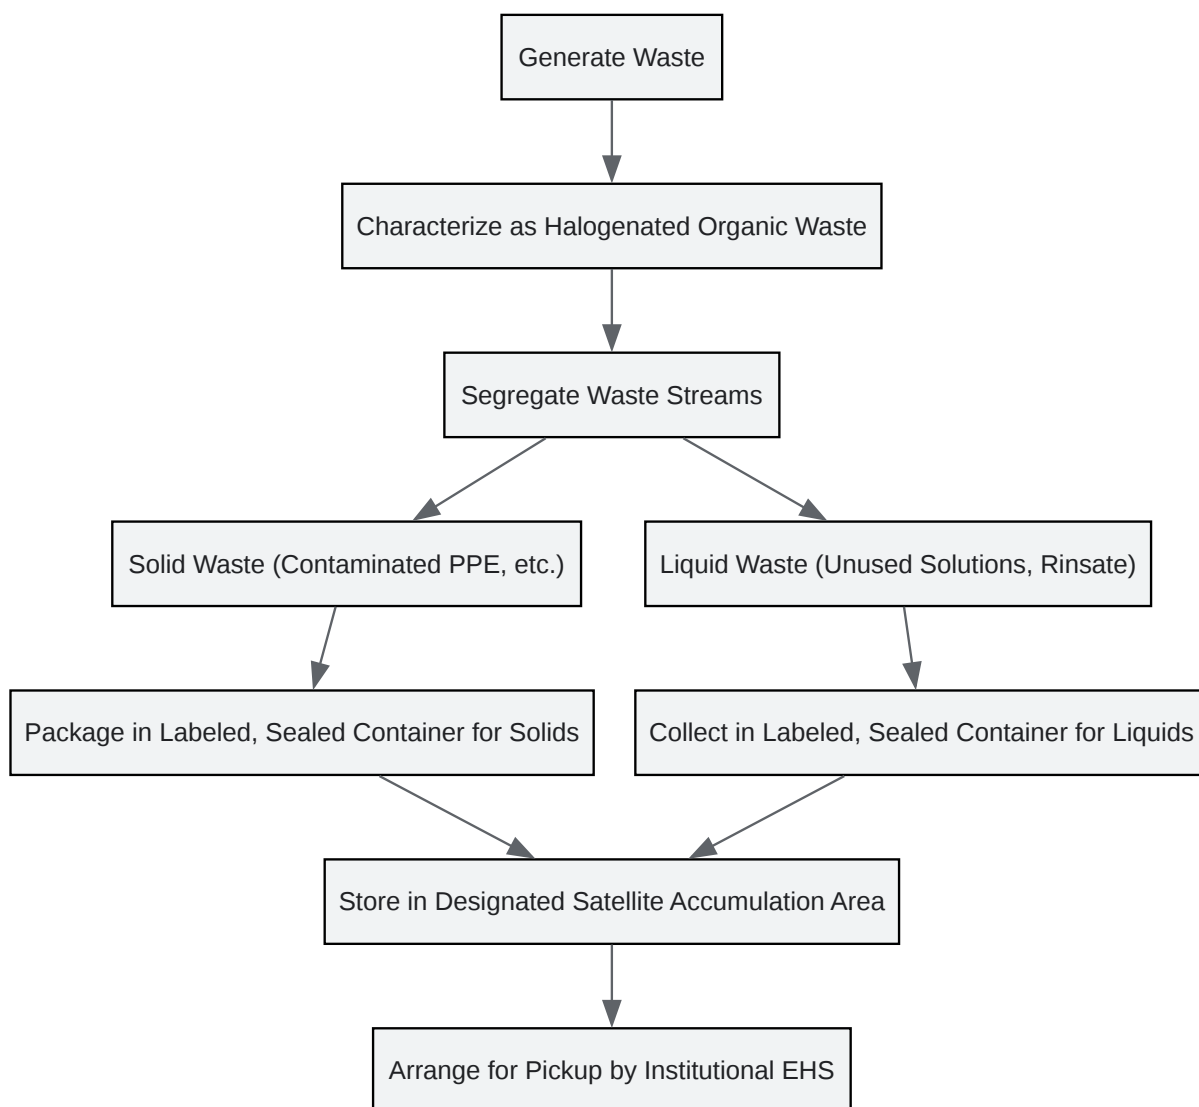 Generate Waste
Characterize as Halogenated Organic Waste
Segregate Waste Streams
Solid Waste (Contaminated PPE, etc.)
Liquid Waste (Unused Solutions, Rinsate)
Package in Labeled, Sealed Container for Solids
Collect in Labeled, Sealed Container for Liquids
Store in Designated Satellite Accumulation Area
Arrange for Pickup by Institutional EHS